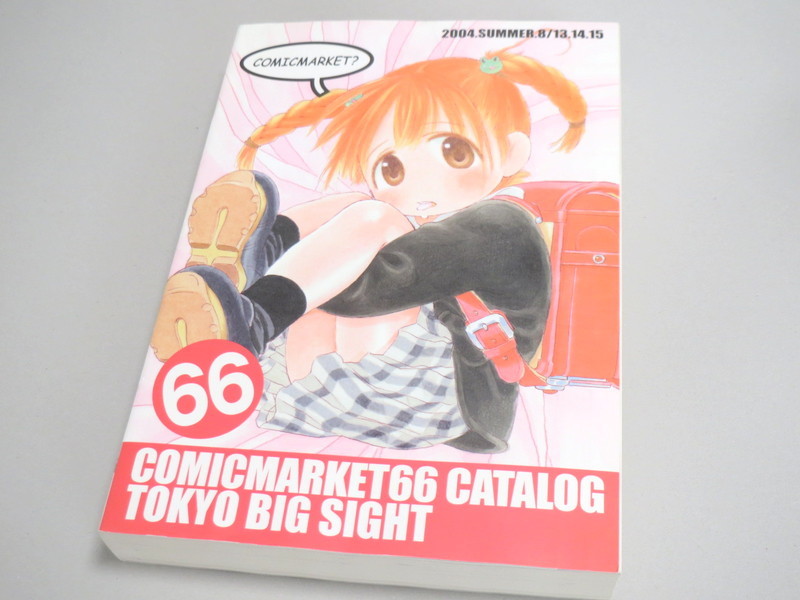 2004.SUMMER.8/13,14,15
COMICMARKET?
66
COMICMARKET66 CATALOG
TOKYO BIG SIGHT